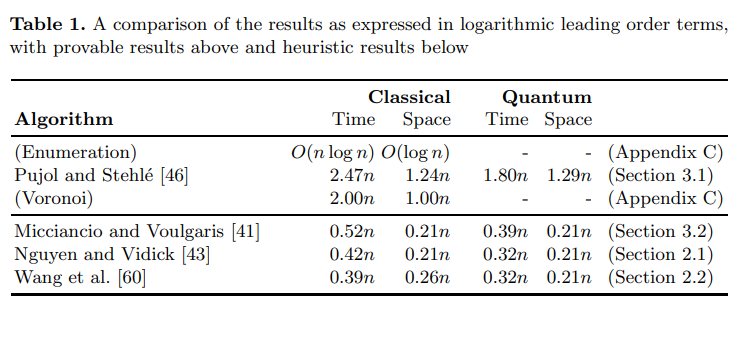 Table 1. A comparison of the results as expressed in logarithmic leading order terms,
with provable results above and heuristic results below
Classical Quantum
Algorithm Time Space Time Space
(Enumeration) O(n log n) O(log n) - - (Appendix C)
Pujol and Stehlé [46] 2.47n 1.24n 1.80n 1.29n (Section 3.1)
(Voronoi) 2.00n 1.00n - - (Appendix C)
Micciancio and Voulgaris [41] 0.52n 0.21n 0.39n 0.21n (Section 3.2)
Nguyen and Vidick [43] 0.42n 0.21n 0.32n 0.21n (Section 2.1)
Wang et al. [60] 0.39n 0.26n 0.32n 0.21n (Section 2.2)